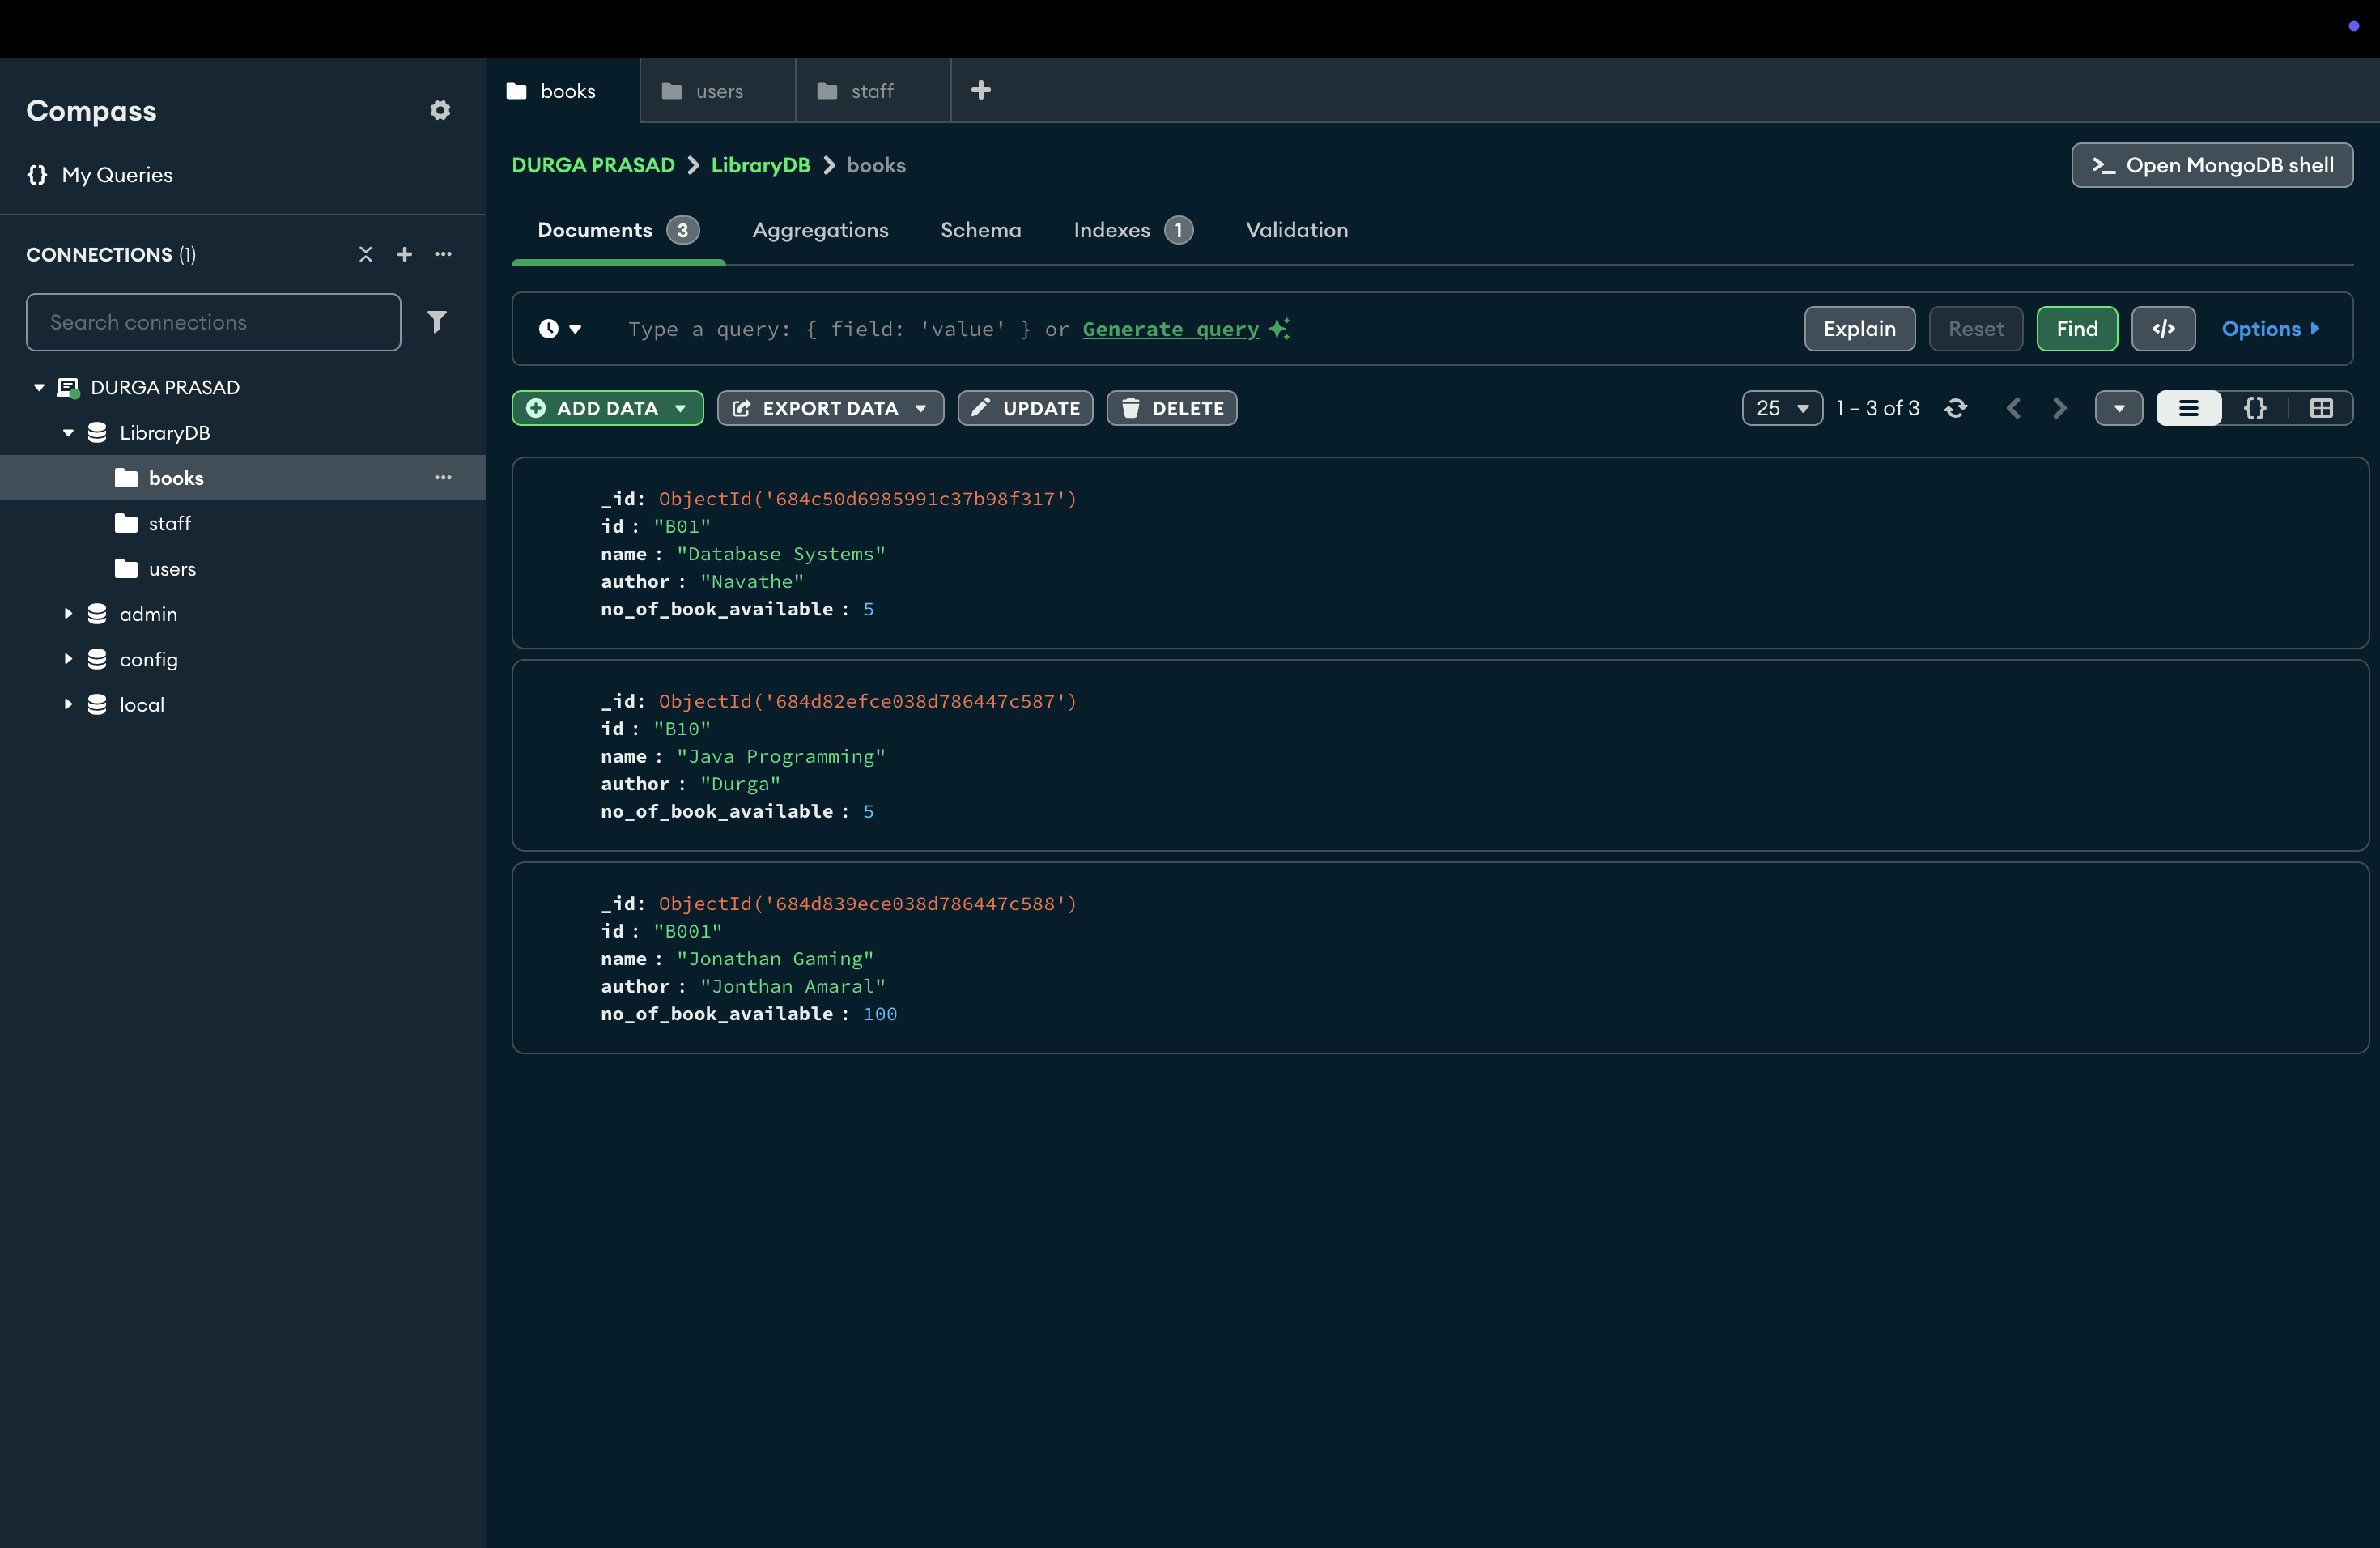 Compass
{} My Queries
CONNECTIONS (1)
Search connections
DURGA PRASAD
LibraryDB
books
staff
users
admin
config
local
books
users
staff
DURGA PRASAD > LibraryDB > books
>_ Open MongoDB shell
Documents 3
Aggregations
Schema
Indexes 1
Validation
Type a query: { field: 'value' } or Generate query
Explain
Reset
Find
</>
Options
ADD DATA
EXPORT DATA
UPDATE
DELETE
25
1 – 3 of 3
{}
_id: ObjectId('684c50d6985991c37b98f317')
id : "B01"
name : "Database Systems"
author : "Navathe"
no_of_book_available : 5
_id: ObjectId('684d82efce038d786447c587')
id : "B10"
name : "Java Programming"
author : "Durga"
no_of_book_available : 5
_id: ObjectId('684d839ece038d786447c588')
id : "B001"
name : "Jonathan Gaming"
author : "Jonthan Amaral"
no_of_book_available : 100